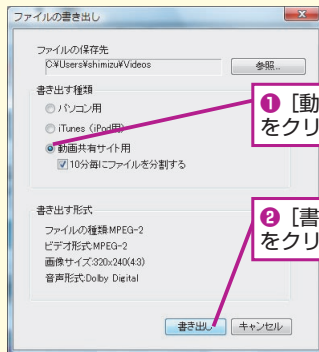 ファイルの書き出し
ファイルの保存先
C:¥Users¥shimizu¥Videos
参照...
書き出す種類
パソコン用
iTunes (iPod用)
動画共有サイト用
10分毎にファイルを分割する
❶［動
をクリ
書き出す形式
ファイルの種類:MPEG-2
ビデオ形式:MPEG-2
画像サイズ:320x240(4:3)
音声形式:Dolby Digital
❷［書
をクリ
書き出し
キャンセル